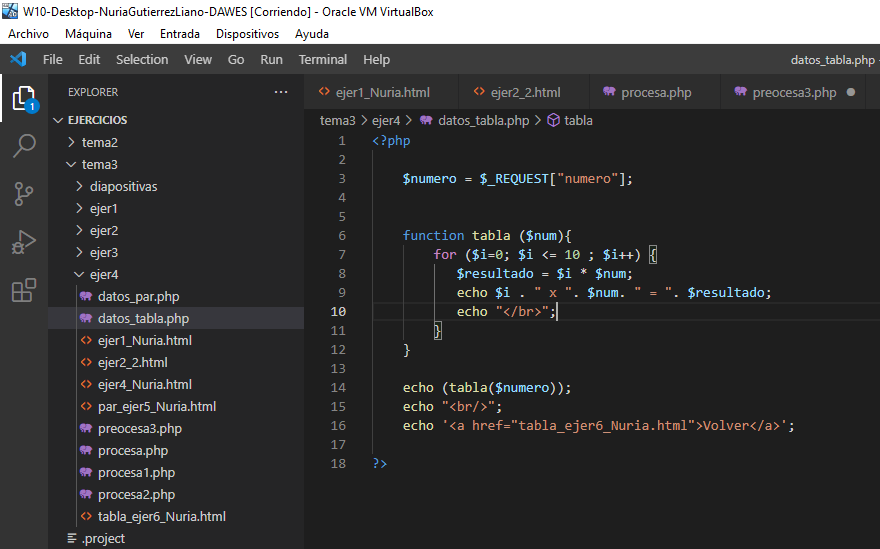 W10-Desktop-NuriaGutierrezLiano-DAWES [Corriendo] - Oracle VM VirtualBox
Archivo Máquina Ver Entrada Dispositivos Ayuda
File Edit Selection View Go Run Terminal Help datos_tabla.php -
EXPLORER ...
ejer1_Nuria.html ejer2_2.html procesa.php preocesa3.php
1
EJERCICIOS
tema3 > ejer4 > datos_tabla.php > tabla
tema2
tema3
diapositivas
ejer1
ejer2
ejer3
ejer4
datos_par.php
datos_tabla.php
ejer1_Nuria.html
ejer2_2.html
ejer4_Nuria.html
par_ejer5_Nuria.html
preocesa3.php
procesa.php
procesa1.php
procesa2.php
tabla_ejer6_Nuria.html
.project
1 <?php
2
3 $numero = $_REQUEST["numero"];
4
5
6 function tabla ($num){
7 for ($i=0; $i <= 10 ; $i++) {
8 $resultado = $i * $num;
9 echo $i . " x ". $num. " = ". $resultado;
10 echo "</br>";
11 }
12 }
13
14 echo (tabla($numero));
15 echo "<br/>";
16 echo '<a href="tabla_ejer6_Nuria.html">Volver</a>';
17
18 ?>